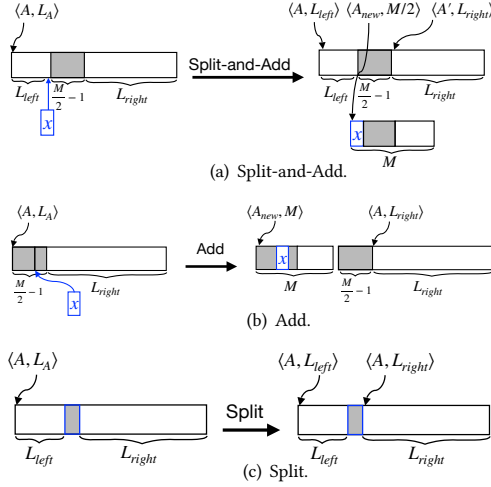 ⟨A, L_A⟩ ⟨A, L_left⟩ ⟨A_new, M/2⟩ ⟨A', L_right⟩
Split-and-Add
L_left M/2 − 1 L_right L_left M/2 − 1 L_right
x x
M
(a) Split-and-Add.
⟨A, L_A⟩ ⟨A_new, M⟩ ⟨A, L_right⟩
Add
x
M/2 − 1 L_right M M/2 − 1 L_right
x
(b) Add.
⟨A, L_A⟩ ⟨A, L_left⟩ ⟨A, L_right⟩
Split
L_left L_right L_left L_right
(c) Split.